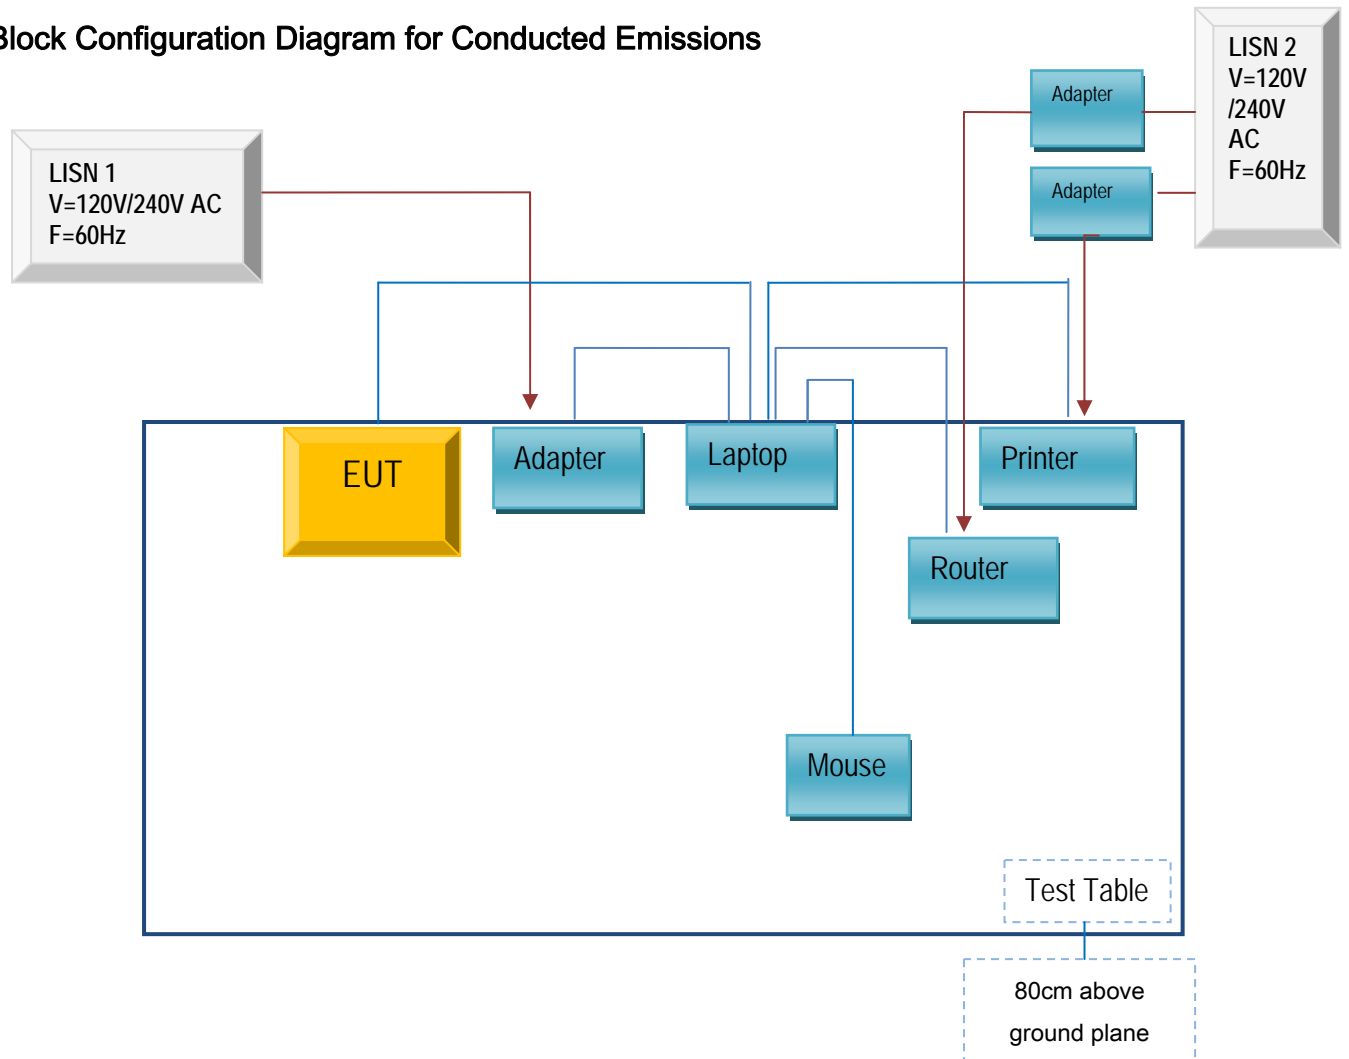 Block Configuration Diagram for Conducted Emissions
LISN 2
V=120V
/240V
AC
F=60Hz
Adapter
Adapter
LISN 1
V=120V/240V AC
F=60Hz
EUT
Adapter
Laptop
Printer
Router
Mouse
Test Table
80cm above
ground plane